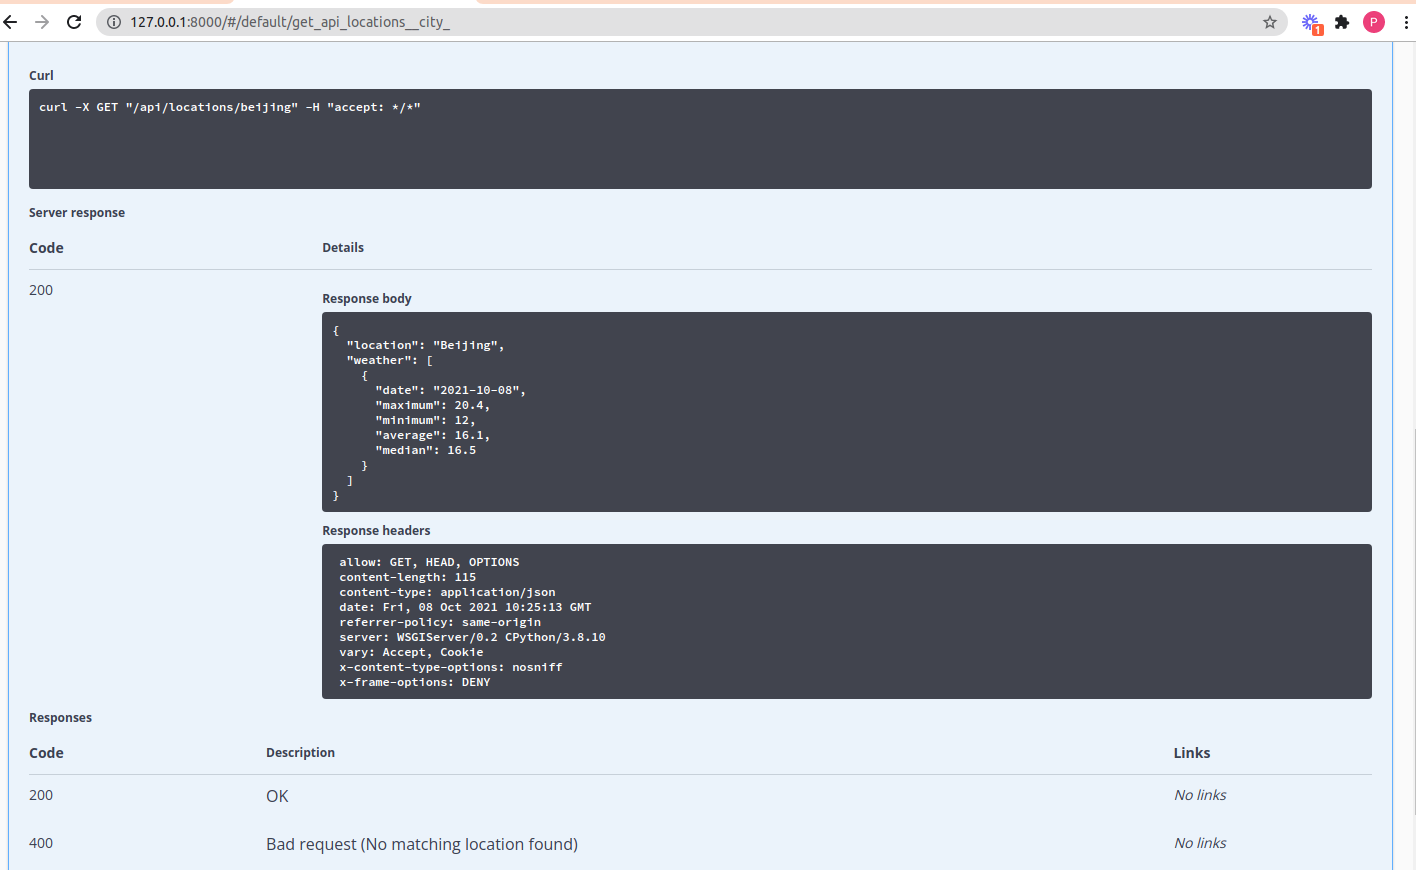 127.0.0.1:8000/#/default/get_api_locations__city_
1
P
Curl
curl -X GET "/api/locations/beijing" -H "accept: */*"
Server response
Code Details
200
Response body
{
  "location": "Beijing",
  "weather": [
    {
      "date": "2021-10-08",
      "maximum": 20.4,
      "minimum": 12,
      "average": 16.1,
      "median": 16.5
    }
  ]
}
Response headers
allow: GET, HEAD, OPTIONS
content-length: 115
content-type: application/json
date: Fri, 08 Oct 2021 10:25:13 GMT
referrer-policy: same-origin
server: WSGIServer/0.2 CPython/3.8.10
vary: Accept, Cookie
x-content-type-options: nosniff
x-frame-options: DENY
Responses
Code Description Links
200 OK No links
400 Bad request (No matching location found) No links